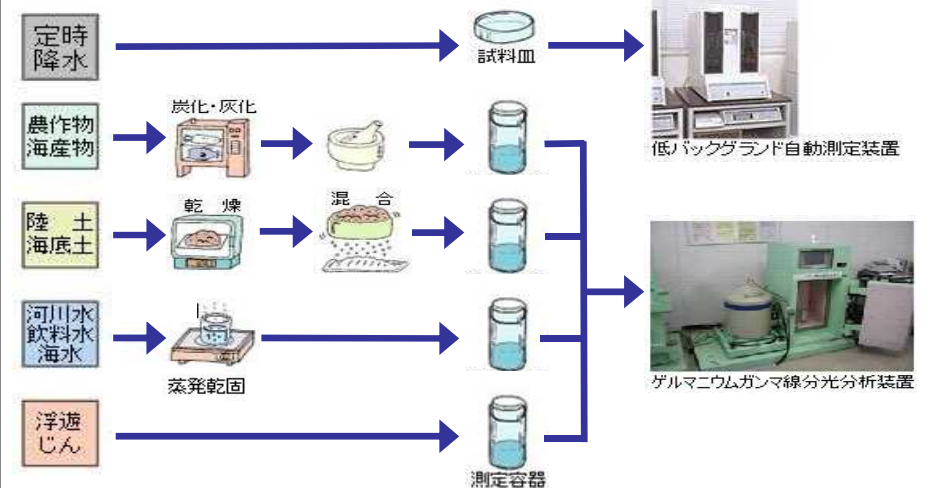 定時
降水
試料皿
低バックグランド自動測定装置
農作物
海産物
炭化・灰化
陸 土
海底土
乾 燥
混 合
河川水
飲料水
海水
蒸発乾固
ゲルマニウムガンマ線分光分析装置
浮遊
じん
測定容器